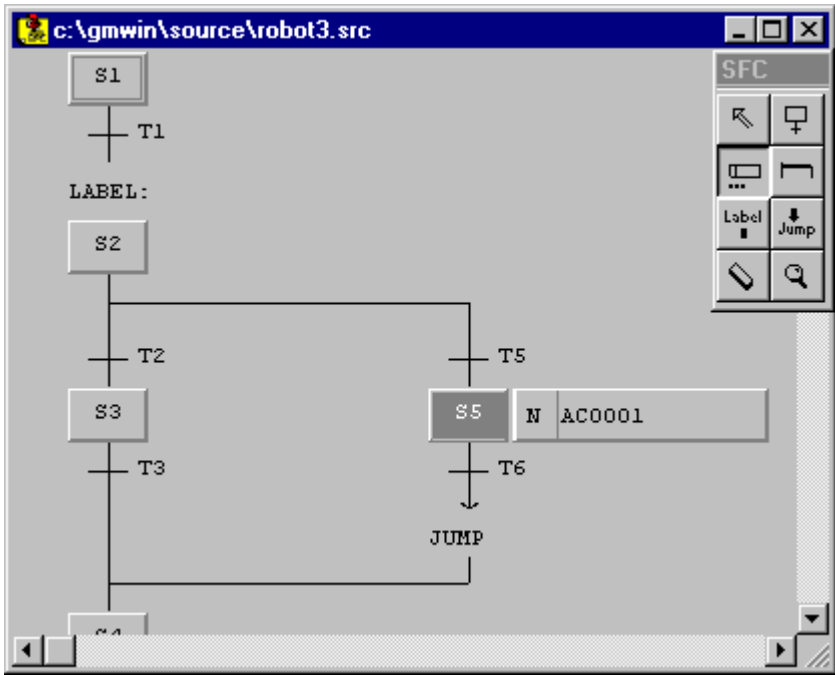 c:\gmwin\source\robot3.src
SFC
Label
Jump
S1
T1
LABEL:
S2
T2
T5
S3
S5
N AC0001
T3
T6
JUMP